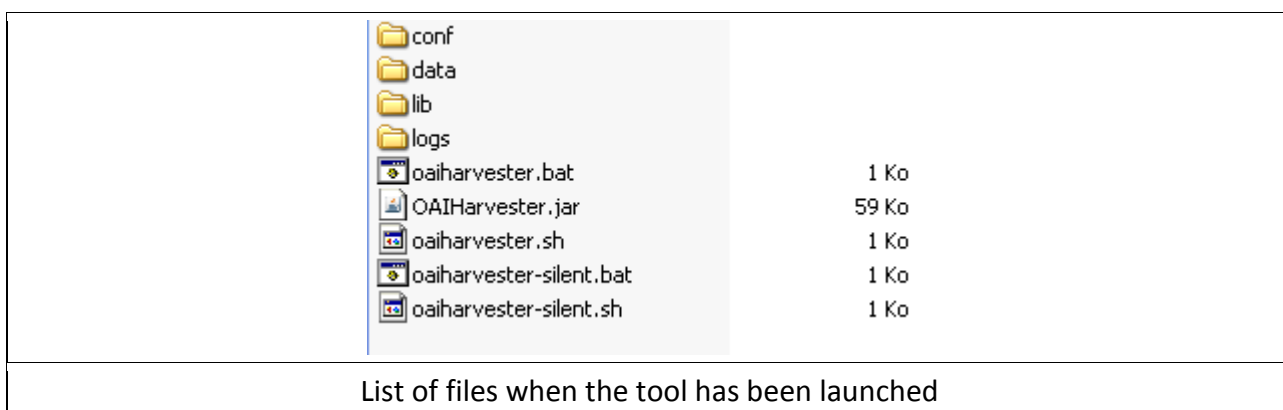 conf
data
lib
logs
oaiharvester.bat 1 Ko
OAIHarvester.jar 59 Ko
oaiharvester.sh 1 Ko
oaiharvester-silent.bat 1 Ko
oaiharvester-silent.sh 1 Ko
List of files when the tool has been launched